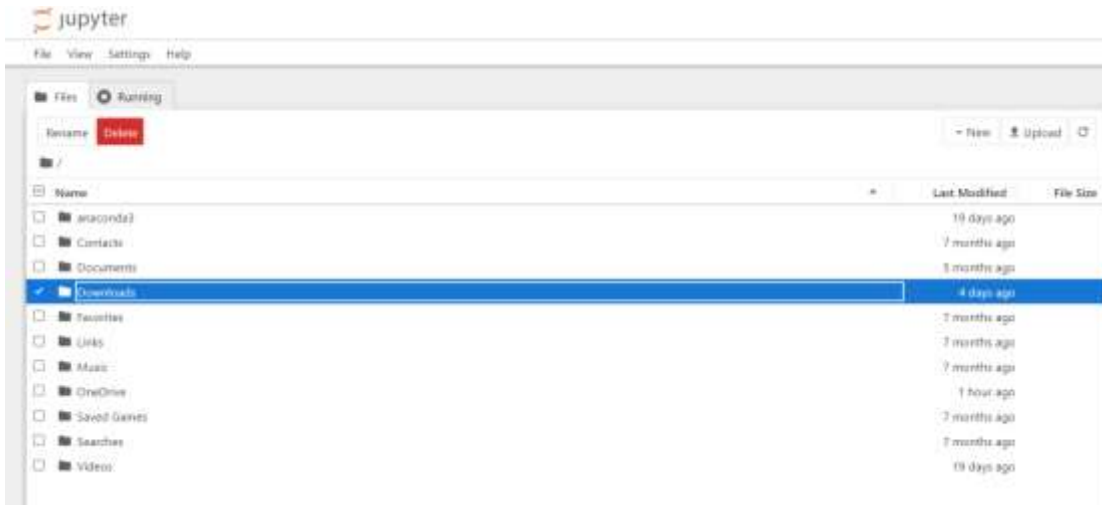 jupyter
File View Settings Help
Files Running
Rename Delete New Upload
/
Name Last Modified File Size
anaconda3 19 days ago
Contacts 7 months ago
Documents 5 months ago
Downloads 4 days ago
Favorites 7 months ago
Links 7 months ago
Music 7 months ago
OneDrive 1 hour ago
Saved Games 7 months ago
Searches 7 months ago
Videos 19 days ago